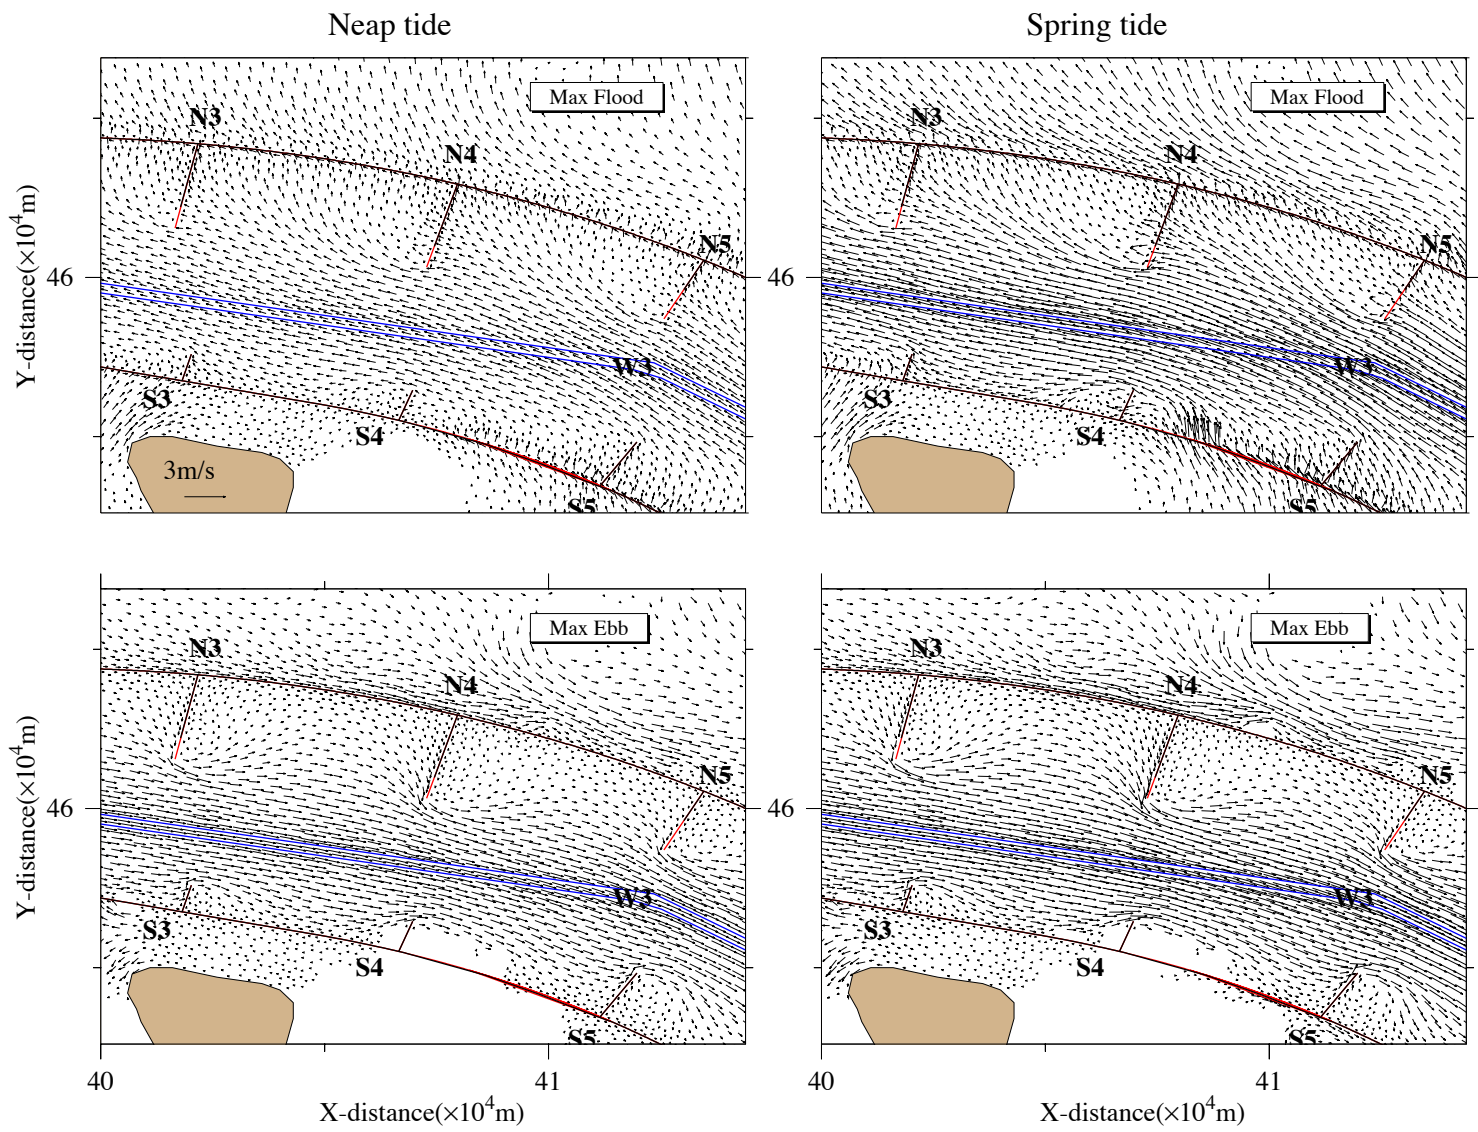 Neap tide
Spring tide
Max Flood
Max Flood
N3
N4
N5
N3
N4
N5
Y-distance(×10⁴m)
46
W3
W3
S3
S4
S5
S3
S4
S5
3m/s
Max Ebb
Max Ebb
N3
N4
N5
N3
N4
N5
Y-distance(×10⁴m)
46
W3
W3
S3
S4
S5
S3
S4
S5
40
41
40
41
X-distance(×10⁴m)
X-distance(×10⁴m)